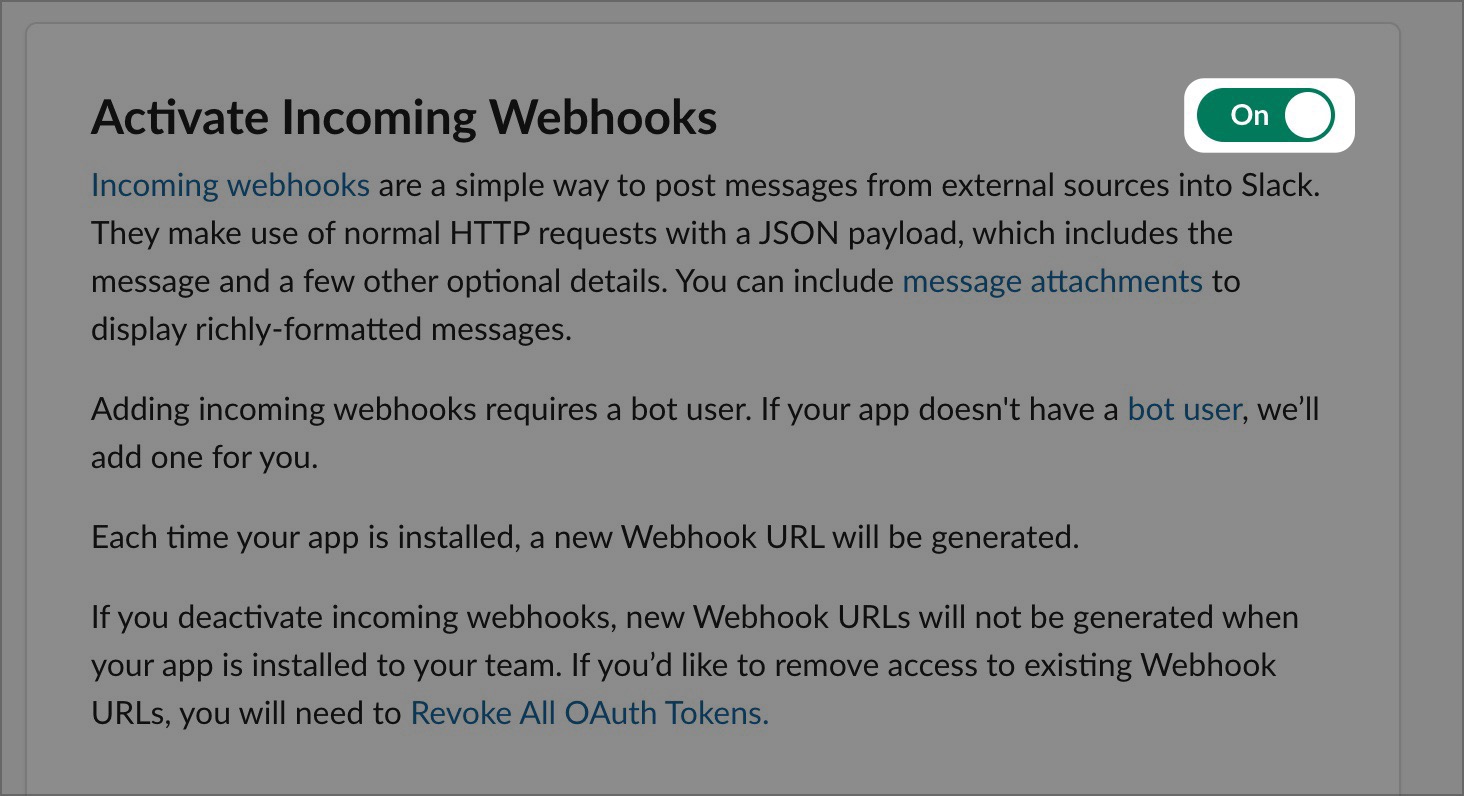 Activate Incoming Webhooks
On
Incoming webhooks are a simple way to post messages from external sources into Slack.
They make use of normal HTTP requests with a JSON payload, which includes the
message and a few other optional details. You can include message attachments to
display richly-formatted messages.
Adding incoming webhooks requires a bot user. If your app doesn't have a bot user, we’ll
add one for you.
Each time your app is installed, a new Webhook URL will be generated.
If you deactivate incoming webhooks, new Webhook URLs will not be generated when
your app is installed to your team. If you’d like to remove access to existing Webhook
URLs, you will need to Revoke All OAuth Tokens.